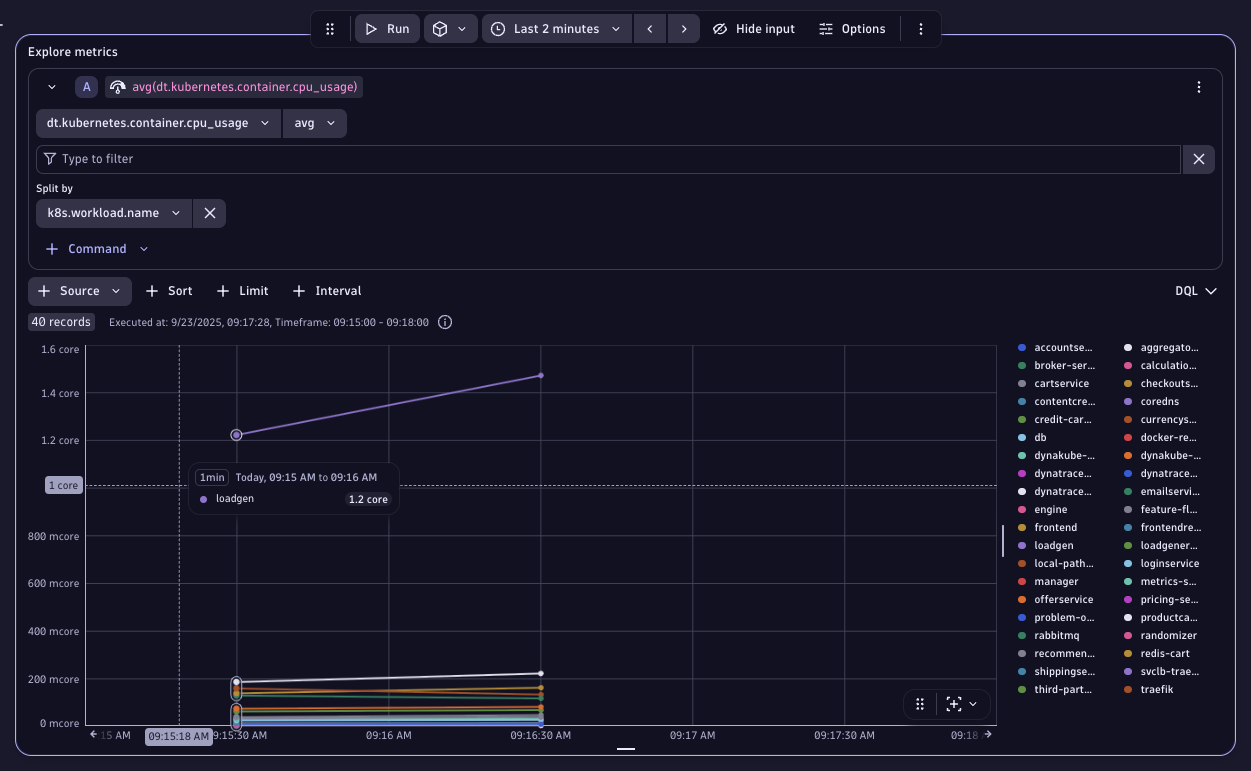 Run
Last 2 minutes
Hide input
Options
Explore metrics
A avg(dt.kubernetes.container.cpu_usage)
dt.kubernetes.container.cpu_usage avg
Type to filter
Split by
k8s.workload.name
Command
Source Sort Limit Interval DQL
40 records Executed at: 9/23/2025, 09:17:28, Timeframe: 09:15:00 - 09:18:00
1.6 core
1.4 core
1.2 core
1 core
800 mcore
600 mcore
400 mcore
200 mcore
0 mcore
1min Today, 09:15 AM to 09:16 AM
loadgen 1.2 core
:15 AM 09:15:18 AM 9:15:30 AM 09:16 AM 09:16:30 AM 09:17 AM 09:17:30 AM 09:18
accountse... aggregato...
broker-ser... calculatio...
cartservice checkouts...
contentcre... coredns
credit-car... currencys...
db docker-re...
dynakube-... dynakube-...
dynatrace... dynatrace...
dynatrace... emailservi...
engine feature-fl...
frontend frontendre...
loadgen loadgener...
local-path... loginservice
manager metrics-s...
offerservice pricing-se...
problem-o... productca...
rabbitmq randomizer
recommen... redis-cart
shippingse... svclb-trae...
third-part... traefik